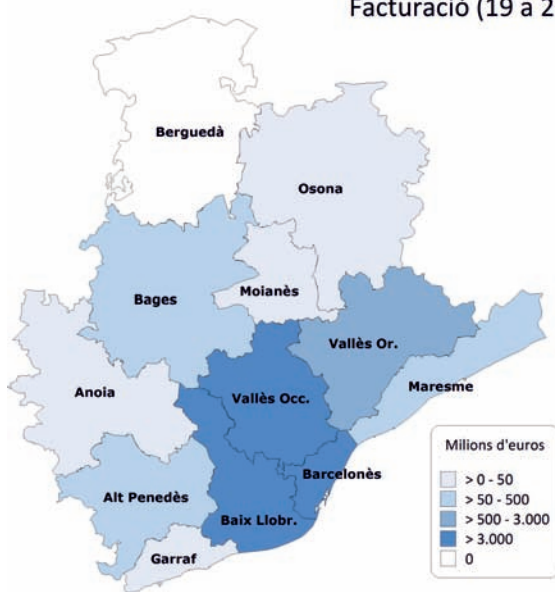 Facturació (19 a 2
Berguedà
Osona
Moianès
Bages
Vallès Or.
Anoia
Vallès Occ.
Maresme
Barcelonès
Alt Penedès
Baix Llobr.
Garraf
Milions d'euros
> 0 - 50
> 50 - 500
> 500 - 3.000
> 3.000
0